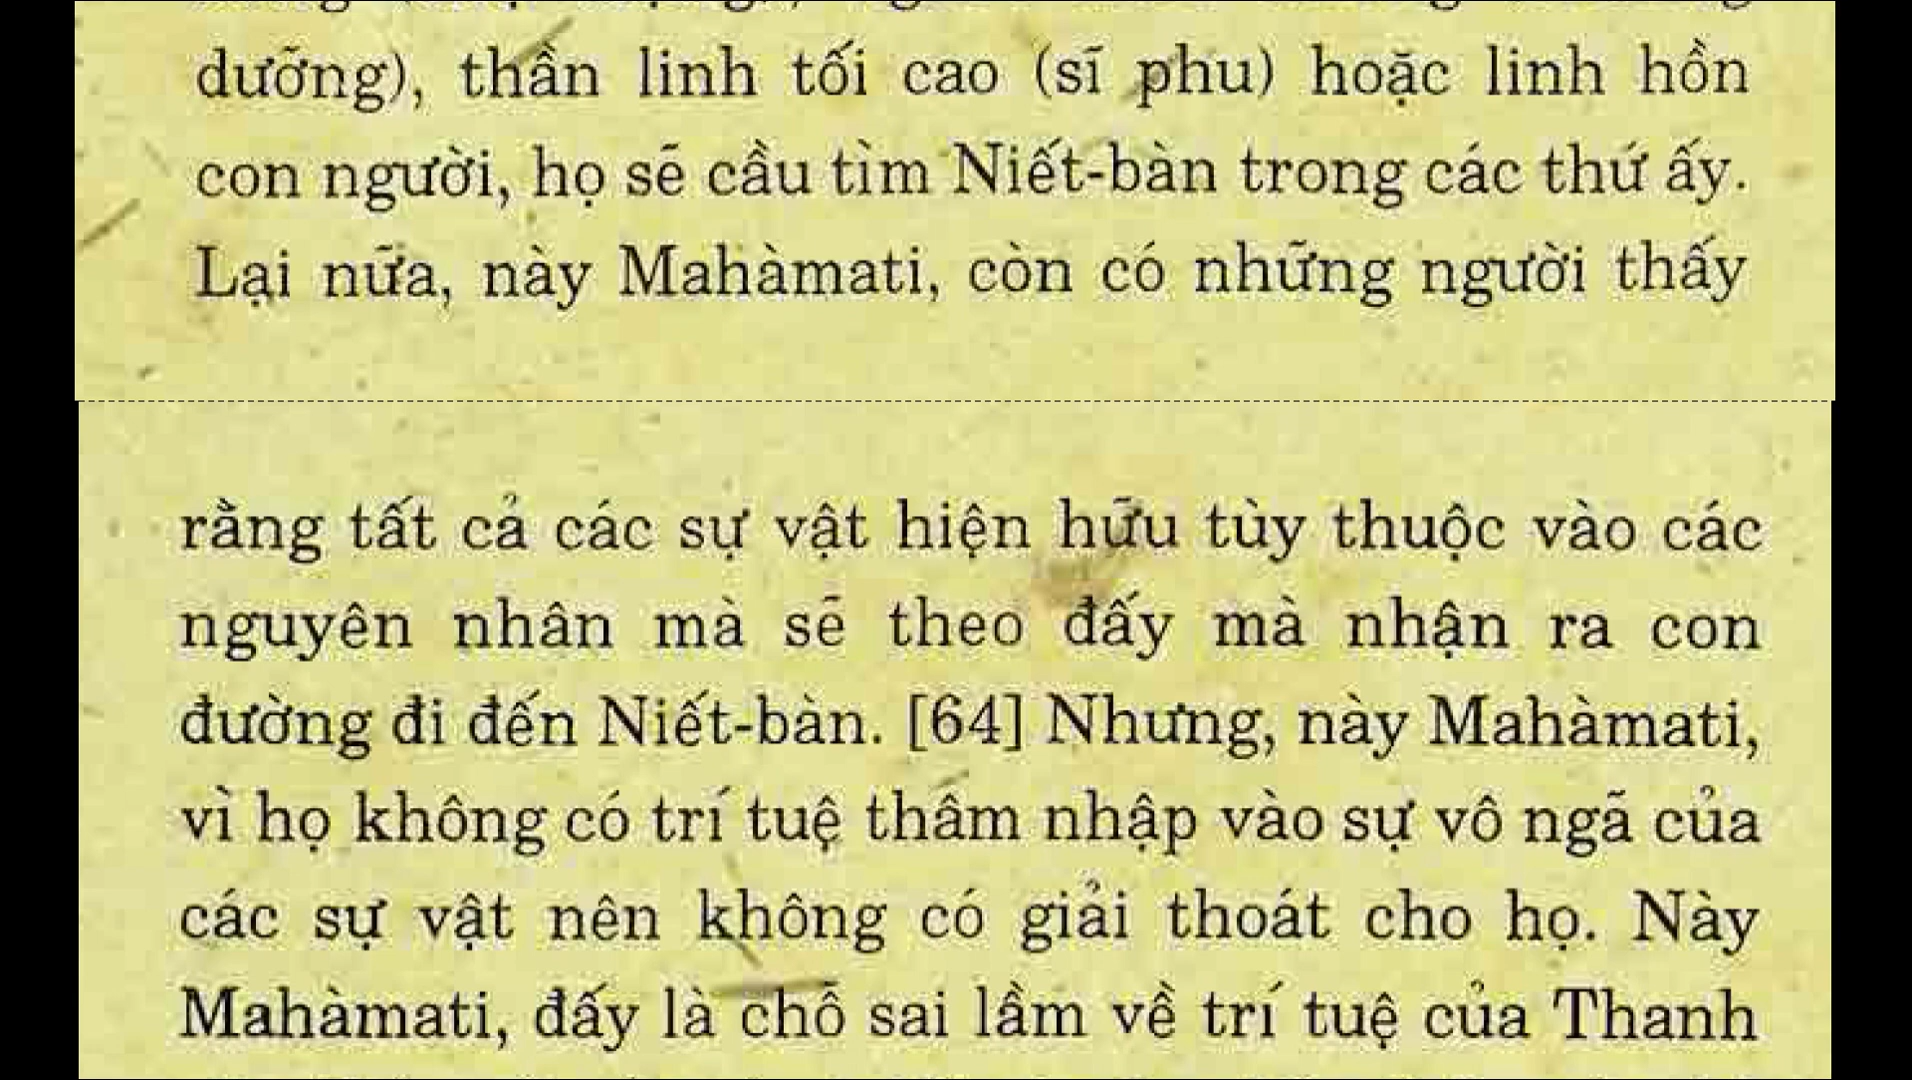 dưỡng), thần linh tối cao (sĩ phu) hoặc linh hồn
con người, họ sẽ cầu tìm Niết-bàn trong các thứ ấy.
Lại nữa, này Mahàmati, còn có những người thấy
rằng tất cả các sự vật hiện hữu tùy thuộc vào các
nguyên nhân mà sẽ theo đấy mà nhận ra con
đường đi đến Niết-bàn. [64] Nhưng, này Mahàmati,
vì họ không có trí tuệ thâm nhập vào sự vô ngã của
các sự vật nên không có giải thoát cho họ. Này
Mahàmati, đấy là chỗ sai lầm về trí tuệ của Thanh